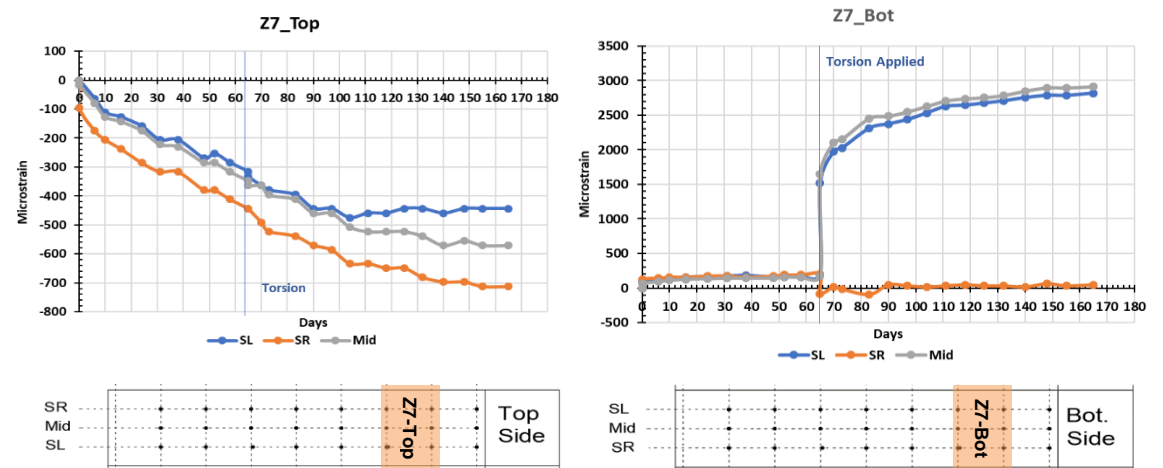 Z7_Top
100
0
-100
-200
-300
-400
-500
-600
-700
-800
0 10 20 30 40 50 60 70 80 90 100 110 120 130 140 150 160 170 180
Microstrain
Torsion
Days
SL SR Mid
Z7_Bot
3500
3000
2500
2000
1500
1000
500
0
-500
0 10 20 30 40 50 60 70 80 90 100 110 120 130 140 150 160 170 180
Microstrain
Torsion Applied
Days
SL SR Mid
SR
Mid
SL
Z7-Top
Top
Side
SL
Mid
SR
Z7-Bot
Bot.
Side